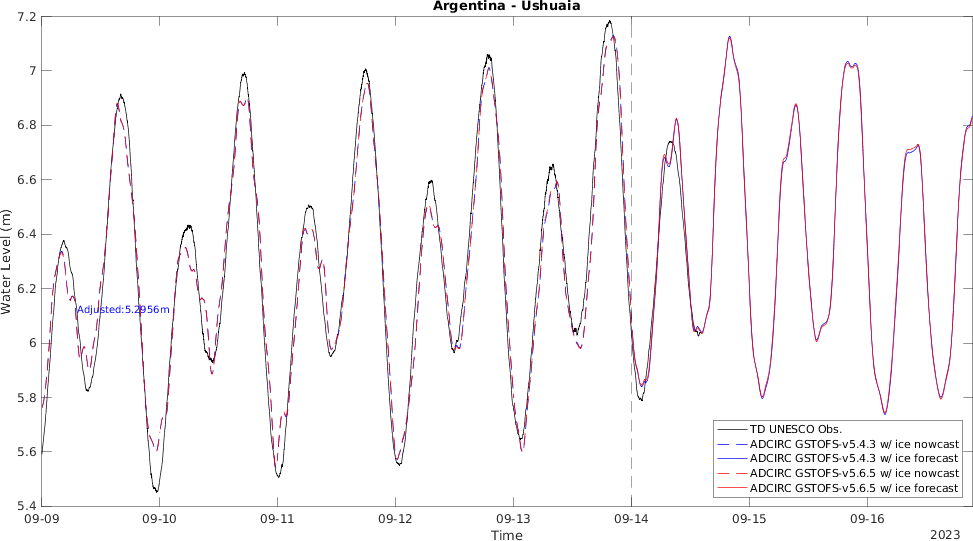 Argentina - Ushuaia
7.2
7
6.8
6.6
6.4
6.2
6
5.8
5.6
5.4
Water Level (m)
Adjusted:5.2956m
TD UNESCO Obs.
ADCIRC GSTOFS-v5.4.3 w/ ice nowcast
ADCIRC GSTOFS-v5.4.3 w/ ice forecast
ADCIRC GSTOFS-v5.6.5 w/ ice nowcast
ADCIRC GSTOFS-v5.6.5 w/ ice forecast
09-09 09-10 09-11 09-12 09-13 09-14 09-15 09-16
Time
2023